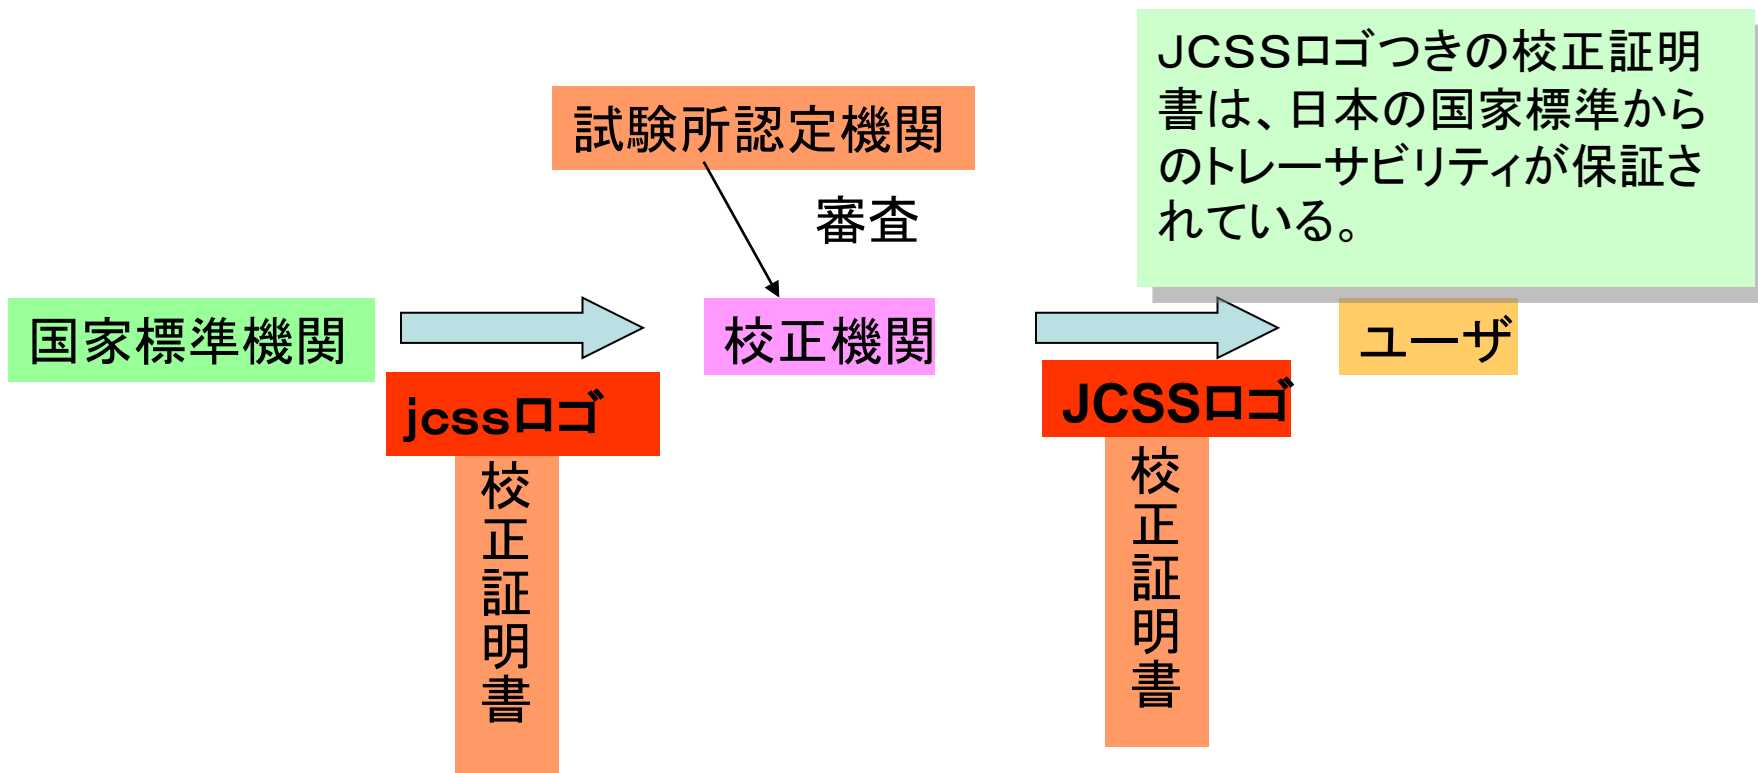 JCSSロゴつきの校正証明
書は、日本の国家標準から
のトレーサビリティが保証さ
れている。
試験所認定機関
審査
国家標準機関
校正機関
ユーザ
jcssロゴ
校正証明書
JCSSロゴ
校正証明書